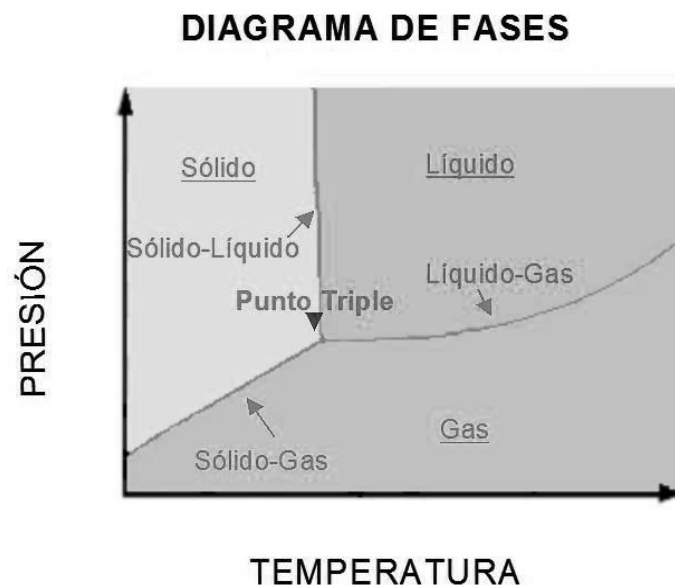 DIAGRAMA DE FASES
Sólido
Líquido
Sólido-Líquido
Líquido-Gas
Punto Triple
Sólido-Gas
Gas
PRESIÓN
TEMPERATURA